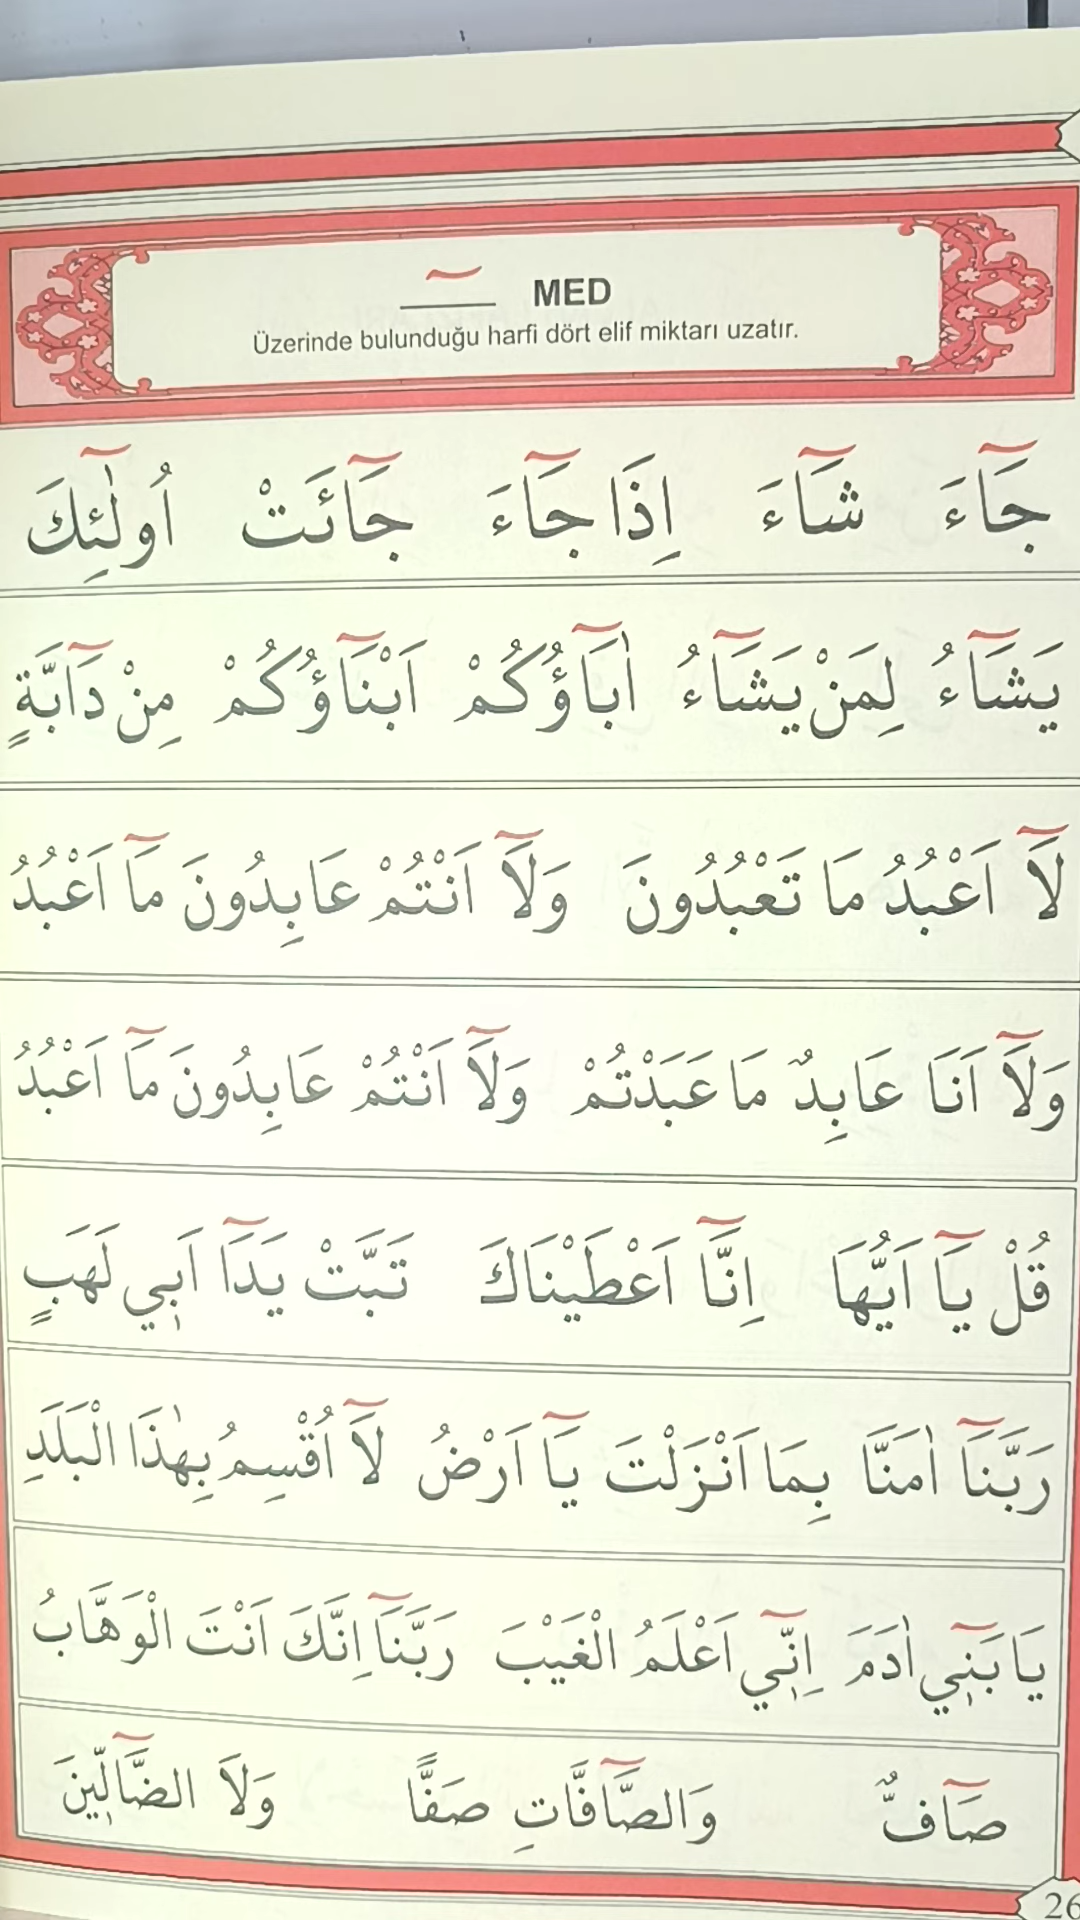 MED
Üzerinde bulunduğu harfi dört elif miktarı uzatır.
جَٓاءَ شَٓاءَ اِذَا جَٓاءَ جَٓائَتْ اُولٰٓئِكَ
يَشَٓاءُ لِمَنْ يَشَٓاءُ اٰبَٓاؤُكُمْ اَبْنَٓاؤُكُمْ مِنْ دَٓابَّةٍ
لَٓا اَعْبُدُ مَا تَعْبُدُونَ وَلَٓا اَنْتُمْ عَابِدُونَ مَٓا اَعْبُدُ
وَلَٓا اَنَا عَابِدٌ مَا عَبَدْتُمْ وَلَٓا اَنْتُمْ عَابِدُونَ مَٓا اَعْبُدُ
قُلْ يَٓا اَيُّهَا اِنَّٓا اَعْطَيْنَاكَ تَبَّتْ يَدَٓا اَبٖي لَهَبٍ
رَبَّنَٓا اٰمَنَّا بِمَا اَنْزَلْتَ يَٓا اَرْضُ لَٓا اُقْسِمُ بِهٰذَا الْبَلَدِ
يَا بَنٖٓي اٰدَمَ اِنّٖٓي اَعْلَمُ الْغَيْبَ رَبَّنَٓا اِنَّكَ اَنْتَ الْوَهَّابُ
صَٓافٌّ وَالصَّٓافَّاتِ صَفًّا وَلَا الضَّٓالّٖينَ
26